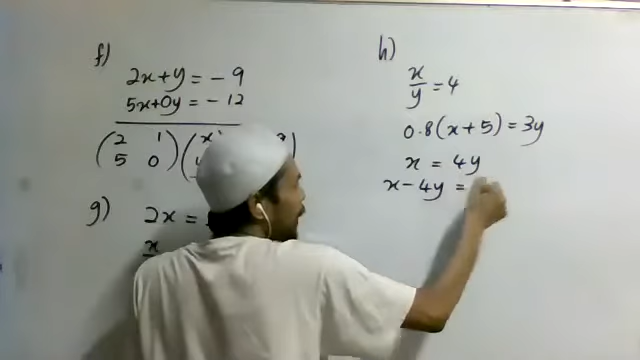 f)
2x+y = -9
5x+0y = -12
(2 1
5 0)(x
g) 2x =
x
h)
x/y = 4
0.8(x+5) = 3y
x = 4y
x-4y =